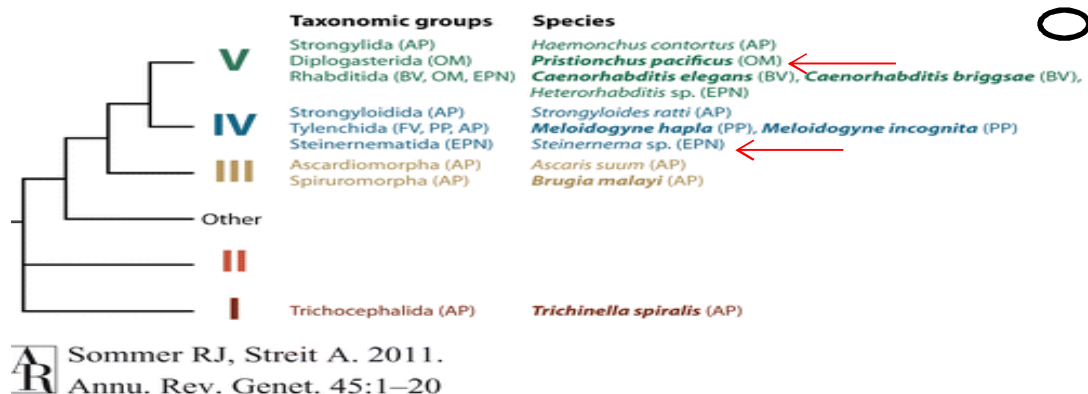 Taxonomic groups Species
V
Strongylida (AP) Haemonchus contortus (AP)
Diplogasterida (OM) Pristionchus pacificus (OM)
Rhabditida (BV, OM, EPN) Caenorhabditis elegans (BV), Caenorhabditis briggsae (BV),
Heterorhabditis sp. (EPN)
IV
Strongyloidida (AP) Strongyloides ratti (AP)
Tylenchida (FV, PP, AP) Meloidogyne hapla (PP), Meloidogyne incognita (PP)
Steinernematida (EPN) Steinernema sp. (EPN)
III
Ascardiomorpha (AP) Ascaris suum (AP)
Spiruromorpha (AP) Brugia malayi (AP)
Other
II
I Trichocephalida (AP) Trichinella spiralis (AP)
AR Sommer RJ, Streit A. 2011.
Annu. Rev. Genet. 45:1–20